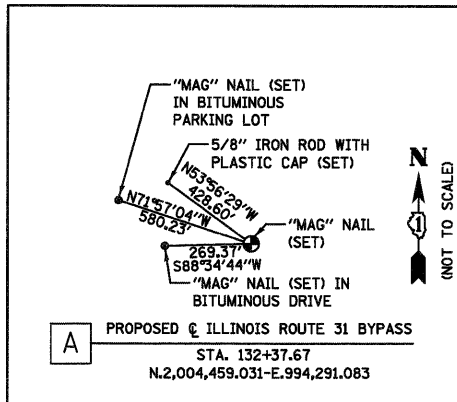 "MAG" NAIL (SET)
IN BITUMINOUS
PARKING LOT
5/8" IRON ROD WITH
PLASTIC CAP (SET)
N53°56'29"W
428.60'
N71°57'04"W
580.23'
"MAG" NAIL
(SET)
269.37'
S88°34'44"W
"MAG" NAIL (SET) IN
BITUMINOUS DRIVE
N
1
(NOT TO SCALE)
A
PROPOSED ℄ ILLINOIS ROUTE 31 BYPASS
STA. 132+37.67
N.2,004,459.031-E.994,291.083